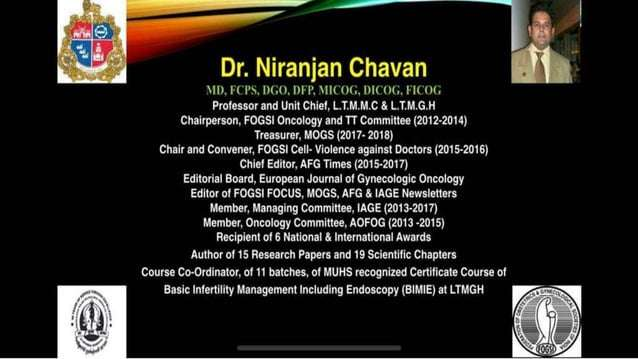 Dr. Niranjan Chavan
MD, FCPS, DGO, DFP, MICOG, DICOG, FICOG
Professor and Unit Chief, L.T.M.M.C & L.T.M.G.H
Chairperson, FOGSI Oncology and TT Committee (2012-2014)
Treasurer, MOGS (2017- 2018)
Chair and Convener, FOGSI Cell- Violence against Doctors (2015-2016)
Chief Editor, AFG Times (2015-2017)
Editorial Board, European Journal of Gynecologic Oncology
Editor of FOGSI FOCUS, MOGS, AFG & IAGE Newsletters
Member, Managing Committee, IAGE (2013-2017)
Member, Oncology Committee, AOFOG (2013 -2015)
Recipient of 6 National & International Awards
Author of 15 Research Papers and 19 Scientific Chapters
Course Co-Ordinator, of 11 batches, of MUHS recognized Certificate Course of
Basic Infertility Management Including Endoscopy (BIMIE) at LTMGH
FOGSI